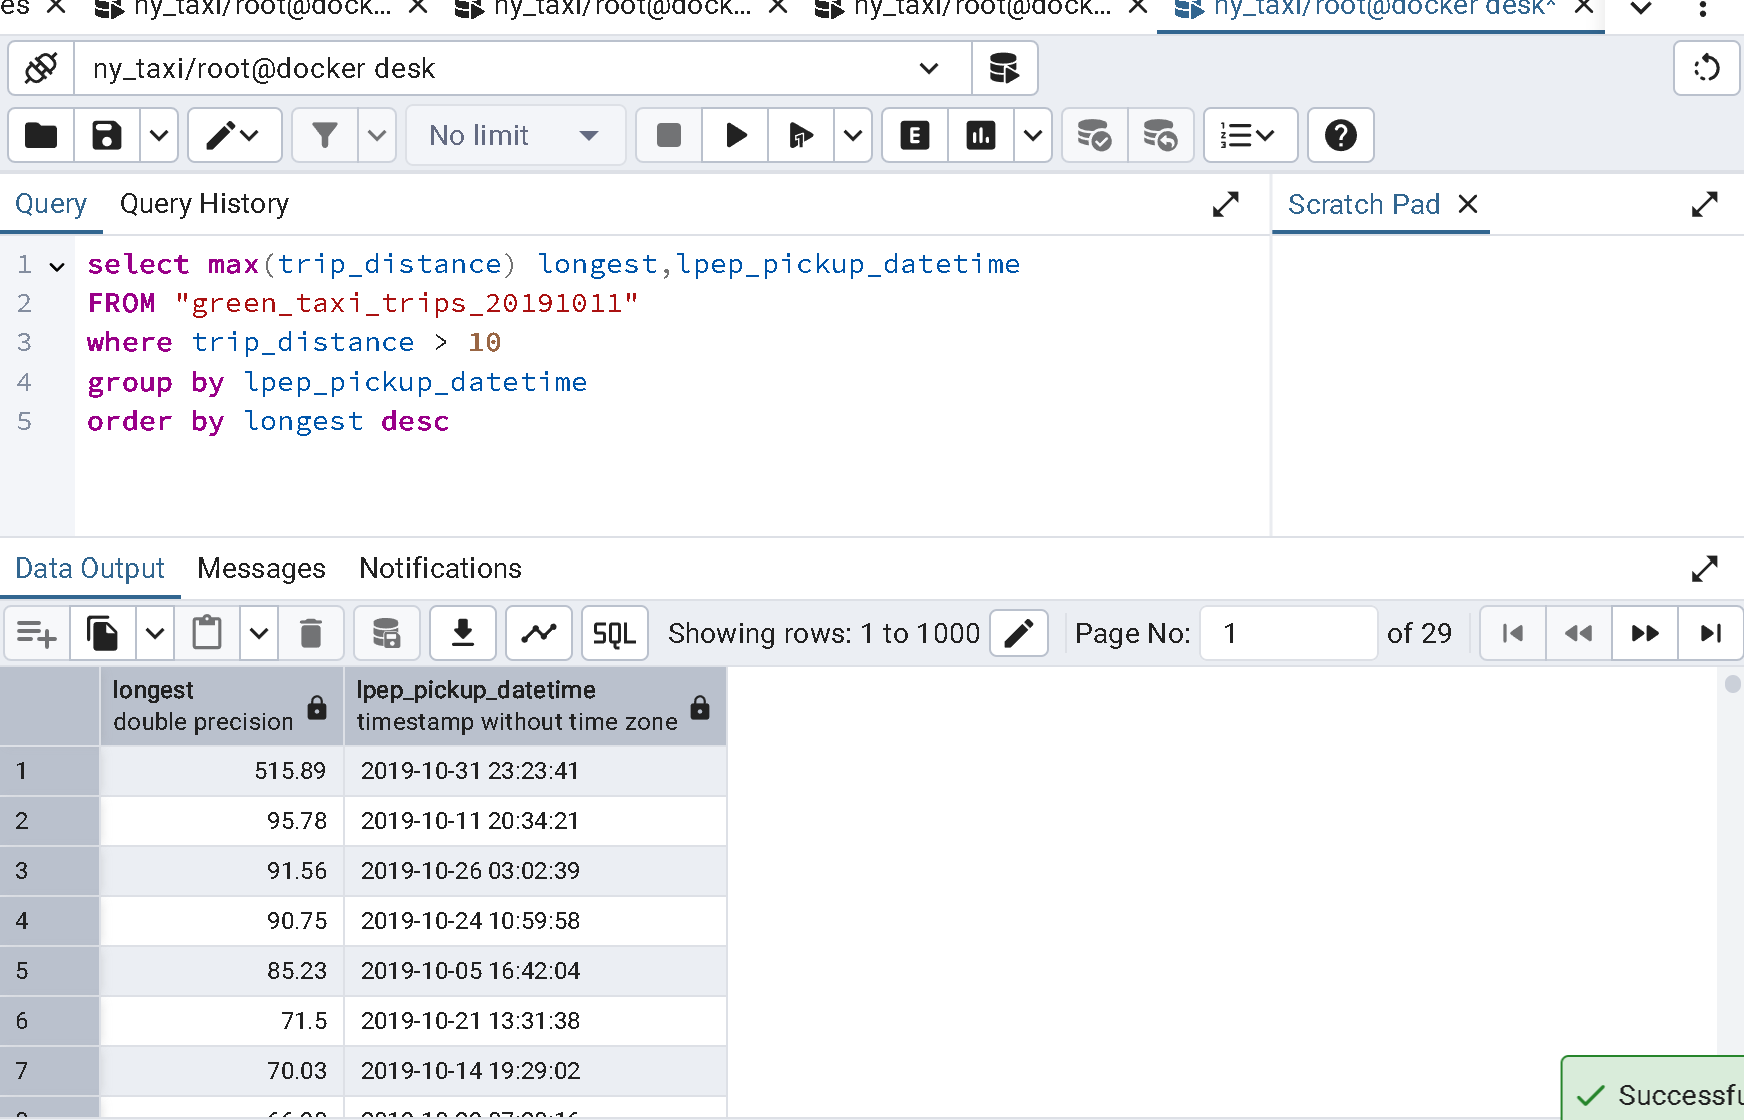 es ny_taxi/root@dock... ny_taxi/root@dock... ny_taxi/root@dock... ny_taxi/root@docker desk*
ny_taxi/root@docker desk
No limit
Query Query History Scratch Pad
1 select max(trip_distance) longest,lpep_pickup_datetime
2 FROM "green_taxi_trips_20191011"
3 where trip_distance > 10
4 group by lpep_pickup_datetime
5 order by longest desc
Data Output Messages Notifications
SQL Showing rows: 1 to 1000 Page No: 1 of 29
longest lpep_pickup_datetime
double precision timestamp without time zone
1 515.89 2019-10-31 23:23:41
2 95.78 2019-10-11 20:34:21
3 91.56 2019-10-26 03:02:39
4 90.75 2019-10-24 10:59:58
5 85.23 2019-10-05 16:42:04
6 71.5 2019-10-21 13:31:38
7 70.03 2019-10-14 19:29:02
Successfu